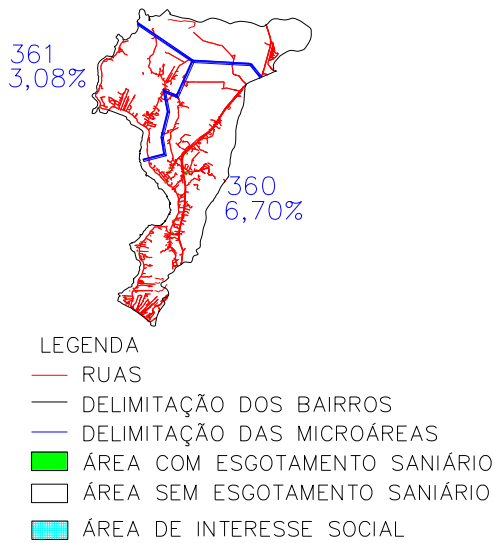 361
3,08%
360
6,70%
LEGENDA
RUAS
DELIMITAÇÃO DOS BAIRROS
DELIMITAÇÃO DAS MICROÁREAS
ÁREA COM ESGOTAMENTO SANIÁRIO
ÁREA SEM ESGOTAMENTO SANIÁRIO
ÁREA DE INTERESSE SOCIAL